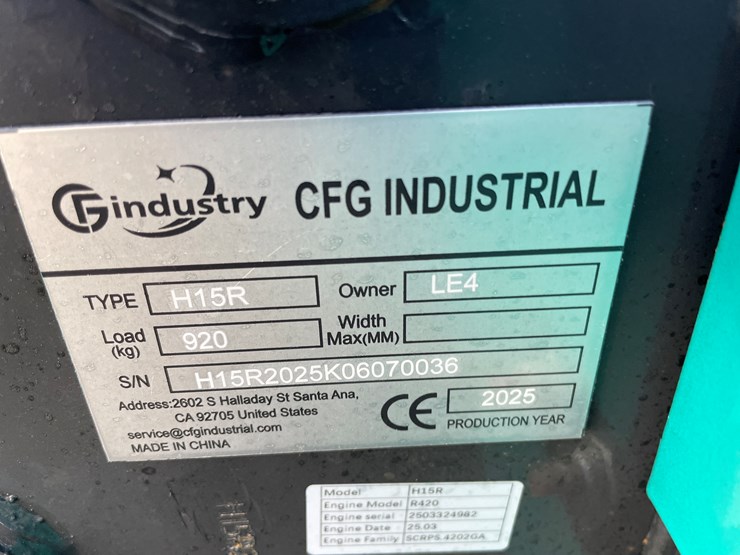 CFG industry CFG INDUSTRIAL
TYPE H15R Owner LE4
Load (kg) 920 Width Max(MM)
S/N H15R2025K06070036
Address:2602 S Halladay St Santa Ana,
CA 92705 United States
service@cfgindustrial.com
MADE IN CHINA
CE 2025
PRODUCTION YEAR
Model H15R
Engine Model R420
Engine serial 2503324982
Engine Date 25.03
Engine Family SCRPS.4202GA